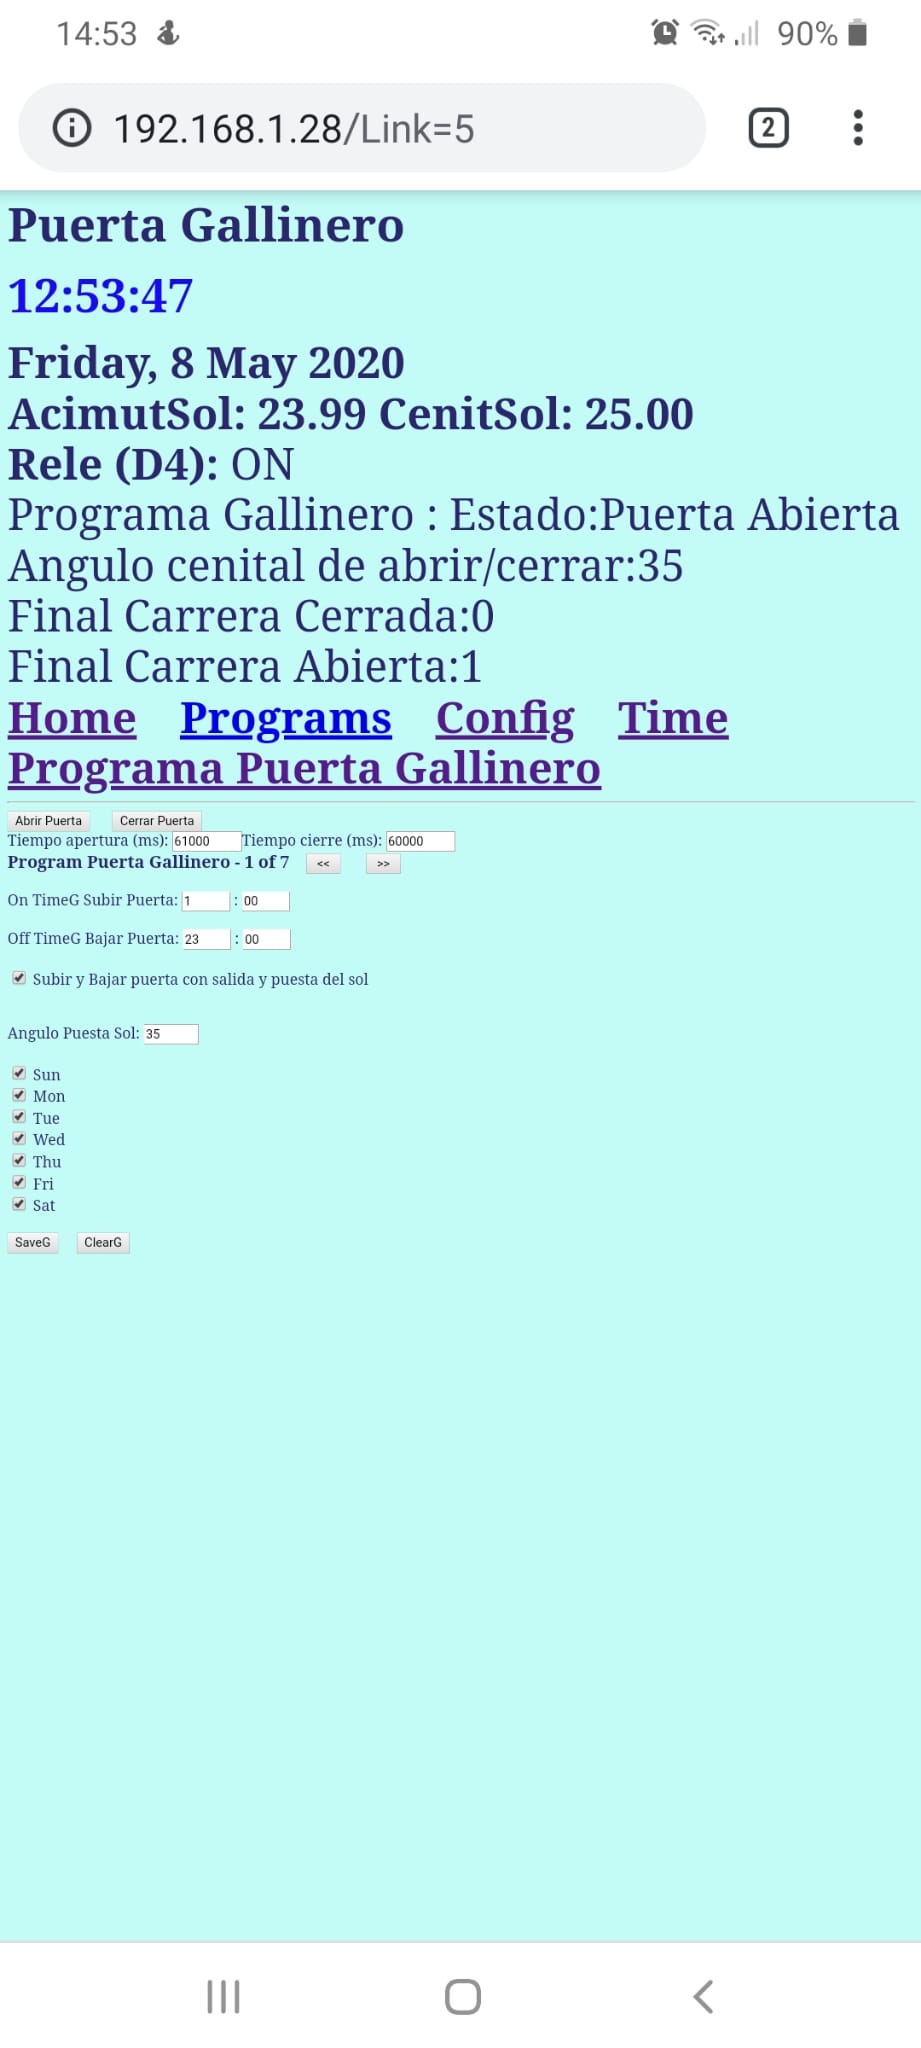 14:53 90%
192.168.1.28/Link=5 2
Puerta Gallinero
12:53:47
Friday, 8 May 2020
AcimutSol: 23.99 CenitSol: 25.00
Rele (D4): ON
Programa Gallinero : Estado:Puerta Abierta
Angulo cenital de abrir/cerrar:35
Final Carrera Cerrada:0
Final Carrera Abierta:1
Home Programs Config Time
Programa Puerta Gallinero
Abrir Puerta Cerrar Puerta
Tiempo apertura (ms): 61000 Tiempo cierre (ms): 60000
Program Puerta Gallinero - 1 of 7 << >>
On TimeG Subir Puerta: 1 : 00
Off TimeG Bajar Puerta: 23 : 00
Subir y Bajar puerta con salida y puesta del sol
Angulo Puesta Sol: 35
Sun
Mon
Tue
Wed
Thu
Fri
Sat
SaveG ClearG